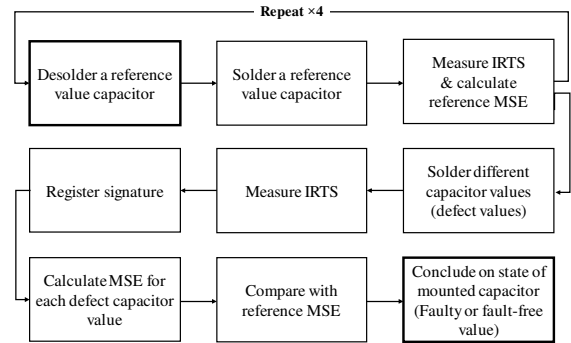 Repeat ×4
Desolder a reference
value capacitor
Solder a reference
value capacitor
Measure IRTS
& calculate
reference MSE
Register signature
Measure IRTS
Solder different
capacitor values
(defect values)
Calculate MSE for
each defect capacitor
value
Compare with
reference MSE
Conclude on state of
mounted capacitor
(Faulty or fault-free
value)